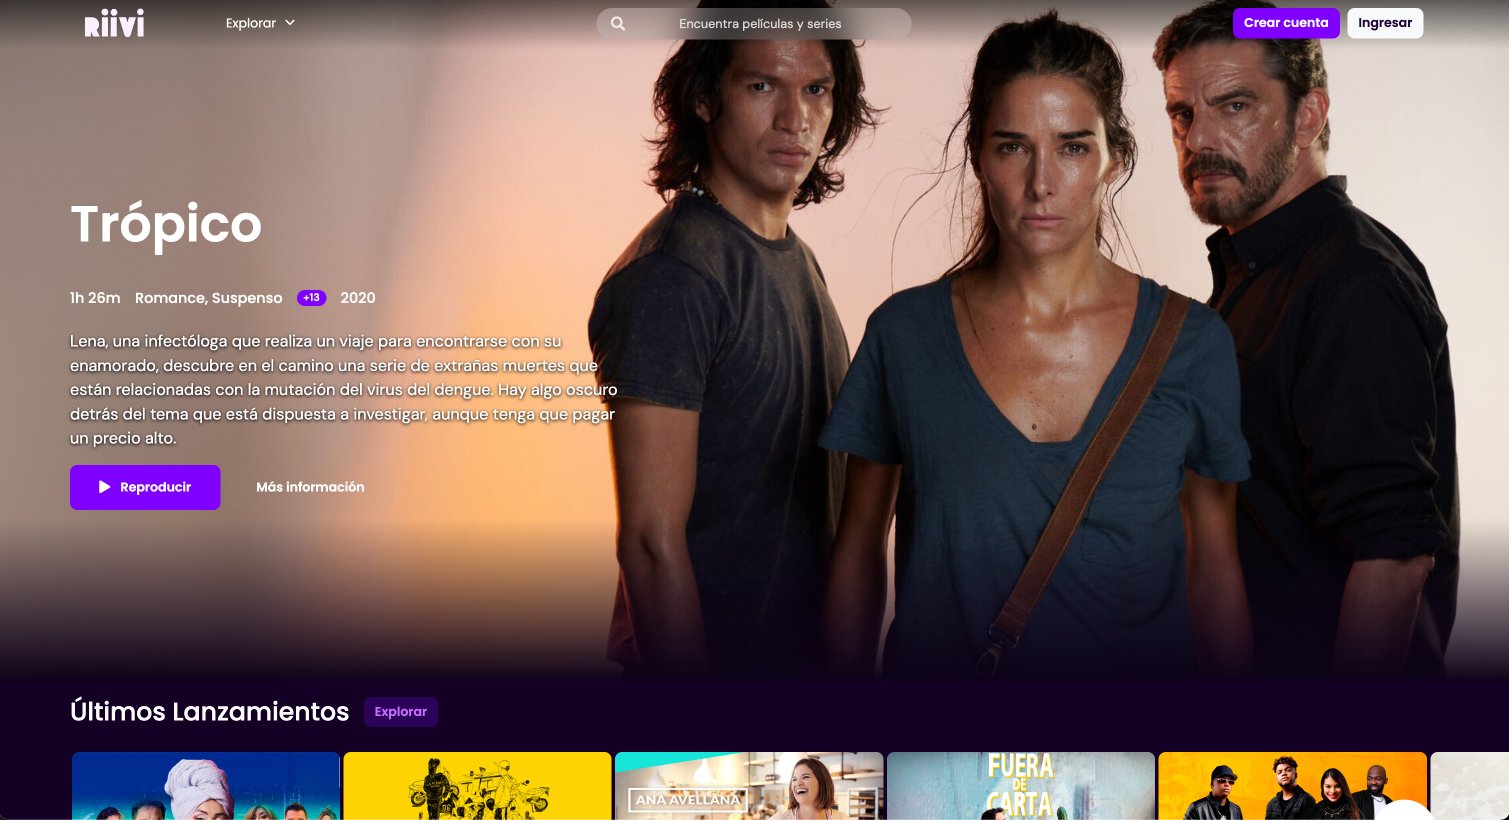 Riivi
Explorar
Encuentra películas y series
Crear cuenta
Ingresar
Trópico
1h 26m Romance, Suspenso +13 2020
Lena, una infectóloga que realiza un viaje para encontrarse con su
enamorado, descubre en el camino una serie de extrañas muertes que
están relacionadas con la mutación del virus del dengue. Hay algo oscuro
detrás del tema que está dispuesta a investigar, aunque tenga que pagar
un precio alto.
Reproducir
Más información
Últimos Lanzamientos
Explorar
ANA AVELLANA
FUERA
DE
CARTA